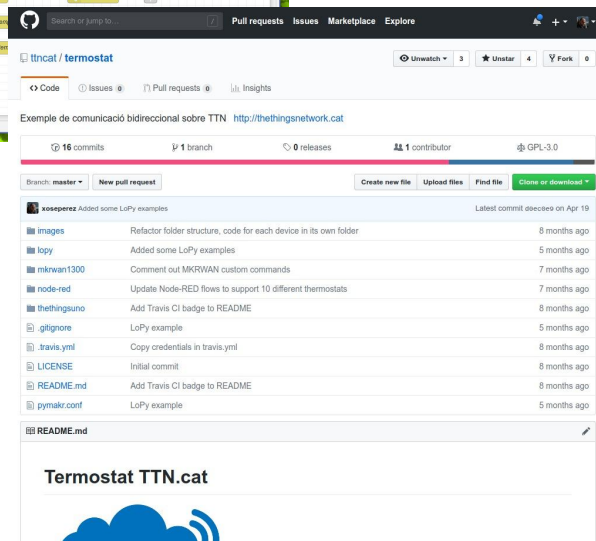 Search or jump to...
/
Pull requests Issues Marketplace Explore
ttncat / termostat
Unwatch 3 Unstar 4 Fork 0
Code Issues 0 Pull requests 0 Insights
Exemple de comunicació bidireccional sobre TTN http://thethingsnetwork.cat
16 commits 1 branch 0 releases 1 contributor GPL-3.0
Branch: master New pull request Create new file Upload files Find file Clone or download
xoseperez Added some LoPy examples Latest commit on Apr 19
images Refactor folder structure, code for each device in its own folder 8 months ago
lopy Added some LoPy examples 5 months ago
mkrwan1300 Comment out MKRWAN custom commands 7 months ago
node-red Update Node-RED flows to support 10 different thermostats 7 months ago
thethingsuno Add Travis CI badge to README 8 months ago
.gitignore LoPy example 5 months ago
.travis.yml Copy credentials in travis.yml 8 months ago
LICENSE Initial commit 8 months ago
README.md Add Travis CI badge to README 8 months ago
pymakr.conf LoPy example 5 months ago
README.md
Termostat TTN.cat